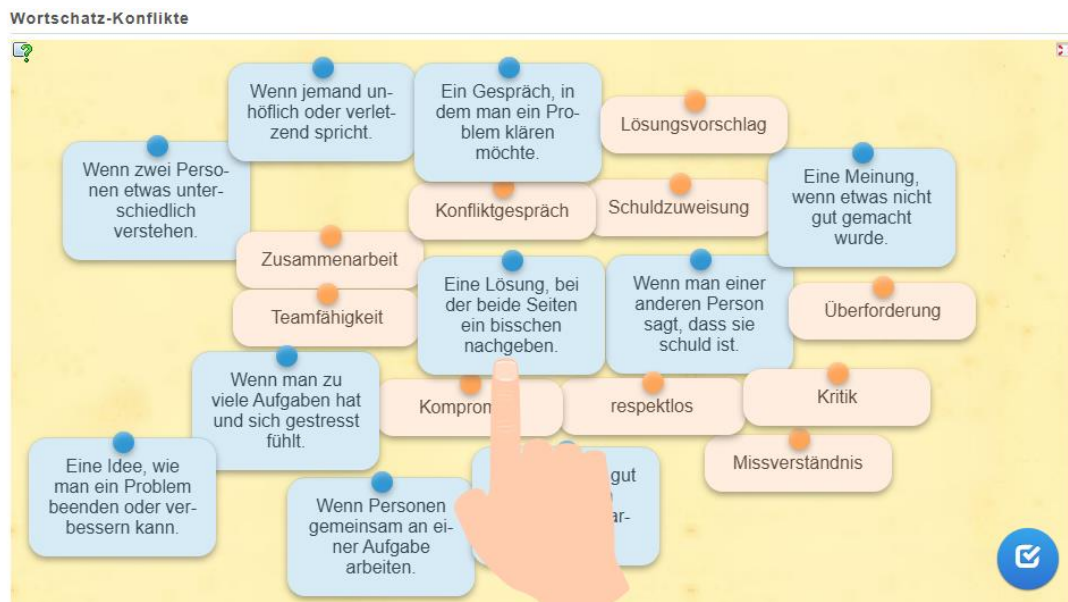 Wortschatz-Konflikte
Wenn jemand un-
höflich oder verlet-
zend spricht.
Ein Gespräch, in
dem man ein Pro-
blem klären
möchte.
Lösungsvorschlag
Wenn zwei Perso-
nen etwas unter-
schiedlich
verstehen.
Eine Meinung,
wenn etwas nicht
gut gemacht
wurde.
Konfliktgespräch
Schuldzuweisung
Zusammenarbeit
Eine Lösung, bei
der beide Seiten
ein bisschen
nachgeben.
Wenn man einer
anderen Person
sagt, dass sie
schuld ist.
Überforderung
Teamfähigkeit
Wenn man zu
viele Aufgaben hat
und sich gestresst
fühlt.
respektlos
Kritik
Missverständnis
Eine Idee, wie
man ein Problem
beenden oder ver-
bessern kann.
Wenn Personen
gemeinsam an ei-
ner Aufgabe
arbeiten.
gut